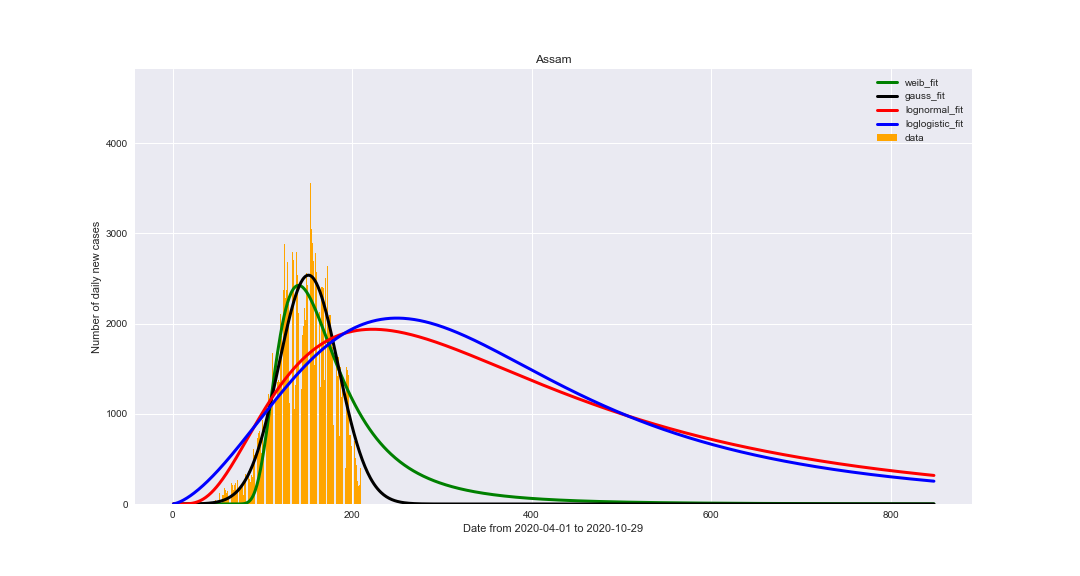 Assam
weib_fit
gauss_fit
lognormal_fit
loglogistic_fit
data
Number of daily new cases
4000
3000
2000
1000
0
0
200
400
600
800
Date from 2020-04-01 to 2020-10-29